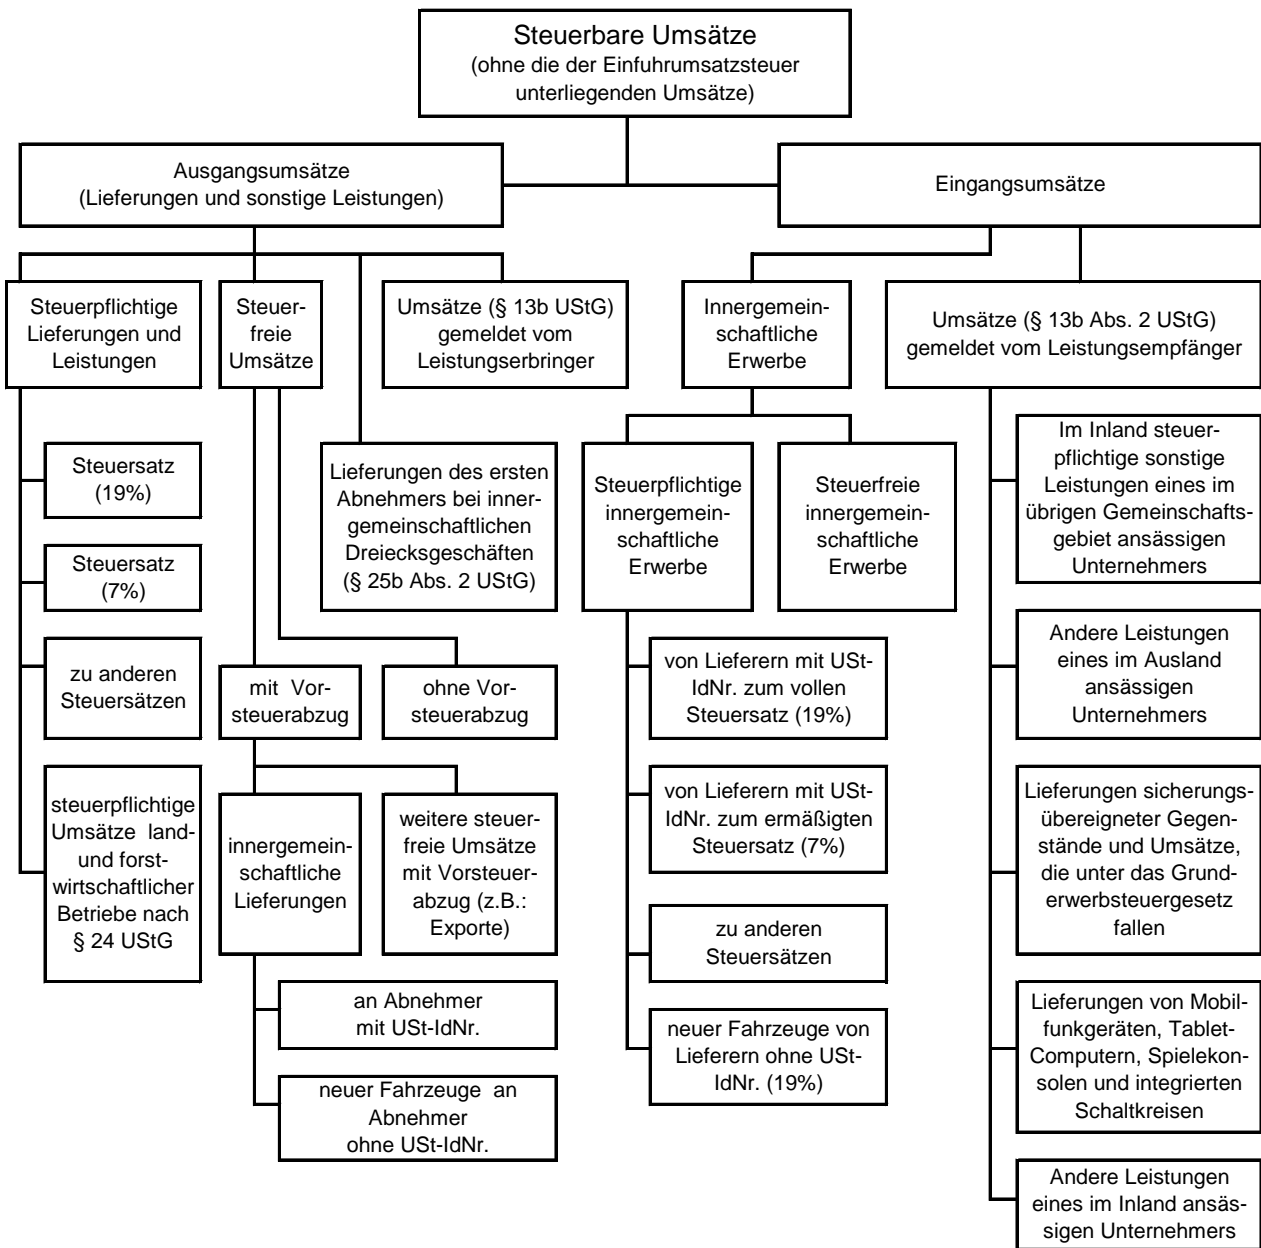 Steuerbare Umsätze
(ohne die der Einfuhrumsatzsteuer
unterliegenden Umsätze)
Ausgangsumsätze
(Lieferungen und sonstige Leistungen)
Eingangsumsätze
Steuerpflichtige
Lieferungen und
Leistungen
Steuer-
freie
Umsätze
Umsätze (§ 13b UStG)
gemeldet vom
Leistungserbringer
Innergemein-
schaftliche
Erwerbe
Umsätze (§ 13b Abs. 2 UStG)
gemeldet vom Leistungsempfänger
Steuersatz
(19%)
Steuersatz
(7%)
zu anderen
Steuersätzen
steuerpflichtige
Umsätze land-
und forst-
wirtschaftlicher
Betriebe nach
§ 24 UStG
Lieferungen des ersten
Abnehmers bei inner-
gemeinschaftlichen
Dreiecksgeschäften
(§ 25b Abs. 2 UStG)
mit Vor-
steuerabzug
ohne Vor-
steuerabzug
innergemein-
schaftliche
Lieferungen
weitere steuer-
freie Umsätze
mit Vorsteuer-
abzug (z.B.:
Exporte)
an Abnehmer
mit USt-IdNr.
neuer Fahrzeuge an
Abnehmer
ohne USt-IdNr.
Steuerpflichtige
innergemein-
schaftliche
Erwerbe
Steuerfreie
innergemein-
schaftliche
Erwerbe
von Lieferern mit USt-
IdNr. zum vollen
Steuersatz (19%)
von Lieferern mit USt-
IdNr. zum ermäßigten
Steuersatz (7%)
zu anderen
Steuersätzen
neuer Fahrzeuge von
Lieferern ohne USt-
IdNr. (19%)
Im Inland steuer-
pflichtige sonstige
Leistungen eines im
übrigen Gemeinschafts-
gebiet ansässigen
Unternehmers
Andere Leistungen
eines im Ausland
ansässigen
Unternehmers
Lieferungen sicherungs-
übereigneter Gegen-
stände und Umsätze,
die unter das Grund-
erwerbsteuergesetz
fallen
Lieferungen von Mobil-
funkgeräten, Tablet-
Computern, Spielekon-
solen und integrierten
Schaltkreisen
Andere Leistungen
eines im Inland ansäs-
sigen Unternehmers